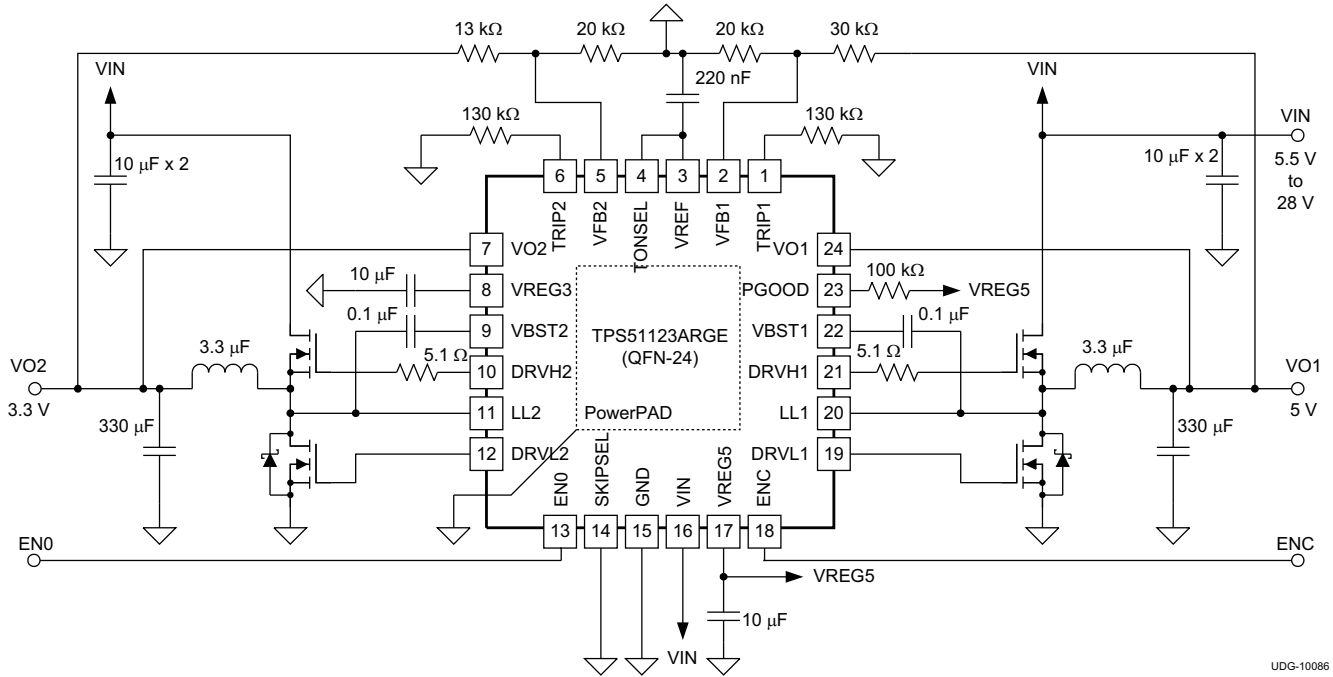 13 kΩ
20 kΩ
20 kΩ
30 kΩ
VIN
220 nF
VIN
130 kΩ
130 kΩ
VIN
10 μF x 2
10 μF x 2
5.5 V
to
28 V
6
5
4
3
2
1
TRIP2
VFB2
TONSEL
VREF
VFB1
TRIP1
7
VO2
VO1
24
10 μF
8
VREG3
PGOOD
23
100 kΩ
VREG5
0.1 μF
9
VBST2
VBST1
22
0.1 μF
TPS51123ARGE
(QFN-24)
5.1 Ω
10
DRVH2
DRVH1
21
5.1 Ω
VO2
3.3 V
3.3 μF
3.3 μF
VO1
5 V
11
LL2
PowerPAD
LL1
20
330 μF
330 μF
12
DRVL2
DRVL1
19
EN0
SKIPSEL
GND
VIN
VREG5
ENC
13
14
15
16
17
18
EN0
ENC
VREG5
10 μF
VIN
UDG-10086